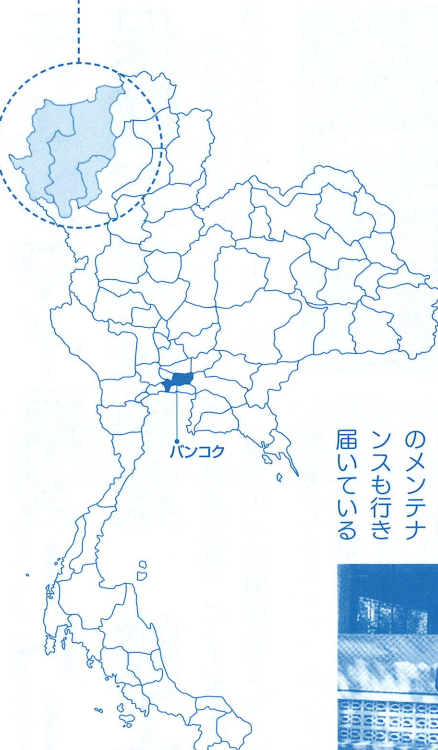 バンコク
のメンテナ
ンスも行き
届いている